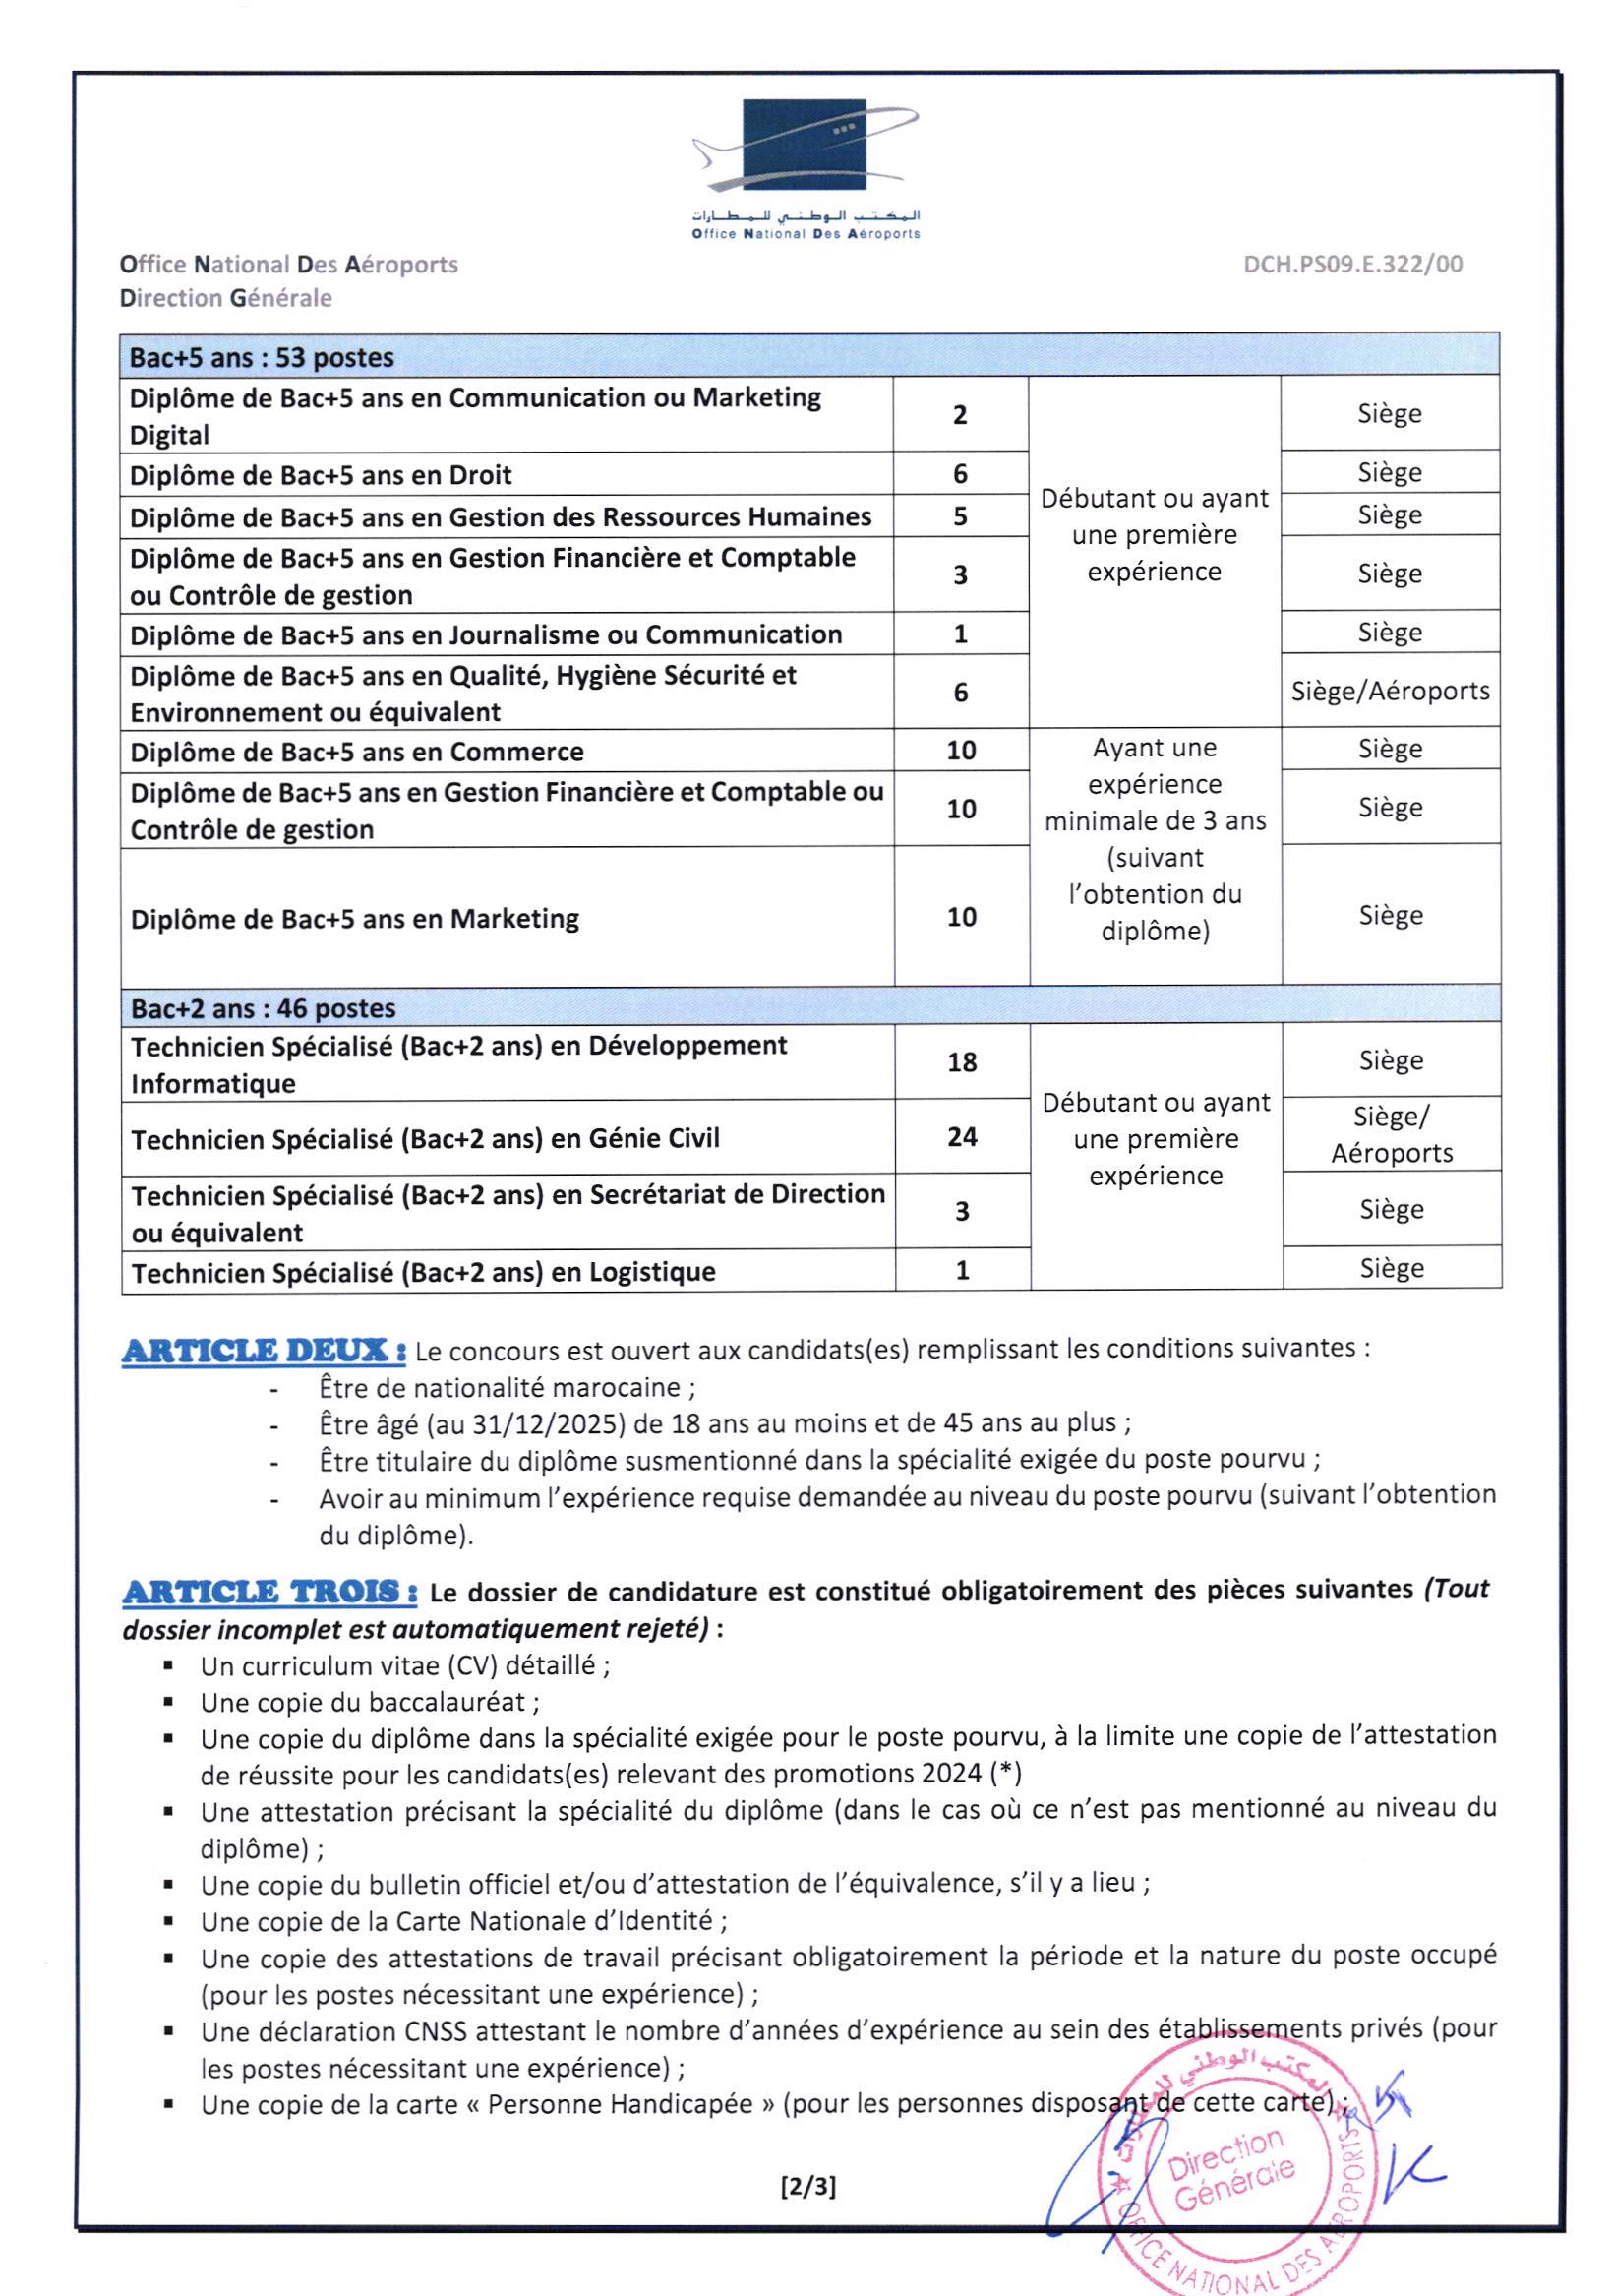 المكتب الوطني للمطارات
Office National Des Aéroports
Office National Des Aéroports
DCH.PS09.E.322/00
Direction Générale
Bac+5 ans : 53 postes
Diplôme de Bac+5 ans en Communication ou Marketing
Digital
2
Siège
Diplôme de Bac+5 ans en Droit
6
Siège
Diplôme de Bac+5 ans en Gestion des Ressources Humaines
5
Siège
Diplôme de Bac+5 ans en Gestion Financière et Comptable
ou Contrôle de gestion
3
Siège
Diplôme de Bac+5 ans en Journalisme ou Communication
1
Siège
Diplôme de Bac+5 ans en Qualité, Hygiène Sécurité et
Environnement ou équivalent
6
Siège/Aéroports
Débutant ou ayant
une première
expérience
Diplôme de Bac+5 ans en Commerce
10
Siège
Diplôme de Bac+5 ans en Gestion Financière et Comptable ou
Contrôle de gestion
10
Siège
Diplôme de Bac+5 ans en Marketing
10
Siège
Ayant une
expérience
minimale de 3 ans
(suivant
l'obtention du
diplôme)
Bac+2 ans : 46 postes
Technicien Spécialisé (Bac+2 ans) en Développement
Informatique
18
Siège
Technicien Spécialisé (Bac+2 ans) en Génie Civil
24
Siège/
Aéroports
Technicien Spécialisé (Bac+2 ans) en Secrétariat de Direction
ou équivalent
3
Siège
Technicien Spécialisé (Bac+2 ans) en Logistique
1
Siège
Débutant ou ayant
une première
expérience
ARTICLE DEUX : Le concours est ouvert aux candidats(es) remplissant les conditions suivantes :
- Être de nationalité marocaine ;
- Être âgé (au 31/12/2025) de 18 ans au moins et de 45 ans au plus ;
- Être titulaire du diplôme susmentionné dans la spécialité exigée du poste pourvu ;
- Avoir au minimum l'expérience requise demandée au niveau du poste pourvu (suivant l'obtention
du diplôme).
ARTICLE TROIS : Le dossier de candidature est constitué obligatoirement des pièces suivantes (Tout
dossier incomplet est automatiquement rejeté) :
▪ Un curriculum vitae (CV) détaillé ;
▪ Une copie du baccalauréat ;
▪ Une copie du diplôme dans la spécialité exigée pour le poste pourvu, à la limite une copie de l'attestation
de réussite pour les candidats(es) relevant des promotions 2024 (*)
▪ Une attestation précisant la spécialité du diplôme (dans le cas où ce n'est pas mentionné au niveau du
diplôme) ;
▪ Une copie du bulletin officiel et/ou d'attestation de l'équivalence, s'il y a lieu ;
▪ Une copie de la Carte Nationale d'Identité ;
▪ Une copie des attestations de travail précisant obligatoirement la période et la nature du poste occupé
(pour les postes nécessitant une expérience) ;
▪ Une déclaration CNSS attestant le nombre d'années d'expérience au sein des établissements privés (pour
les postes nécessitant une expérience) ;
▪ Une copie de la carte « Personne Handicapée » (pour les personnes disposant de cette carte) ;
[2/3]
المكتب الوطني للمطارات
Direction
Générale
OFFICE NATIONAL DES AEROPORTS